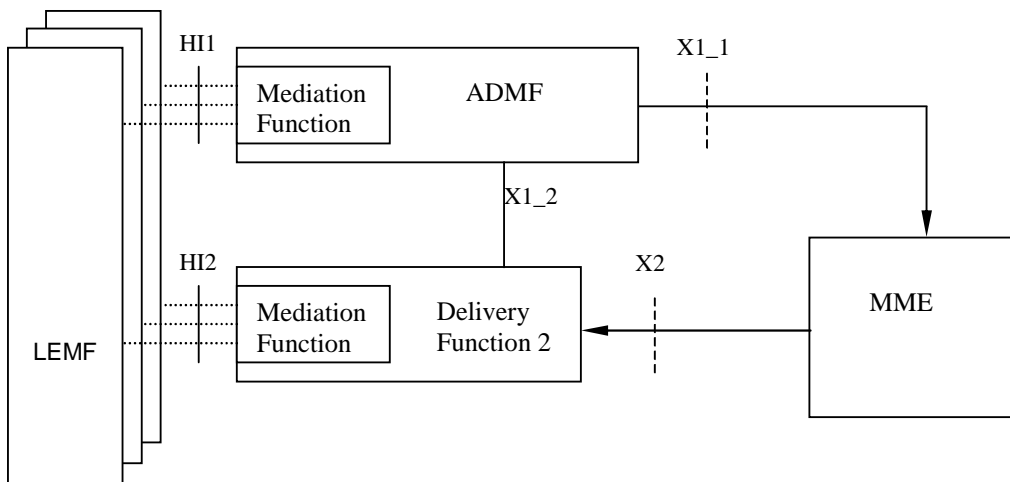 HI1
X1_1
Mediation
Function
ADMF
X1_2
HI2
X2
Mediation
Function
Delivery
Function 2
MME
LEMF